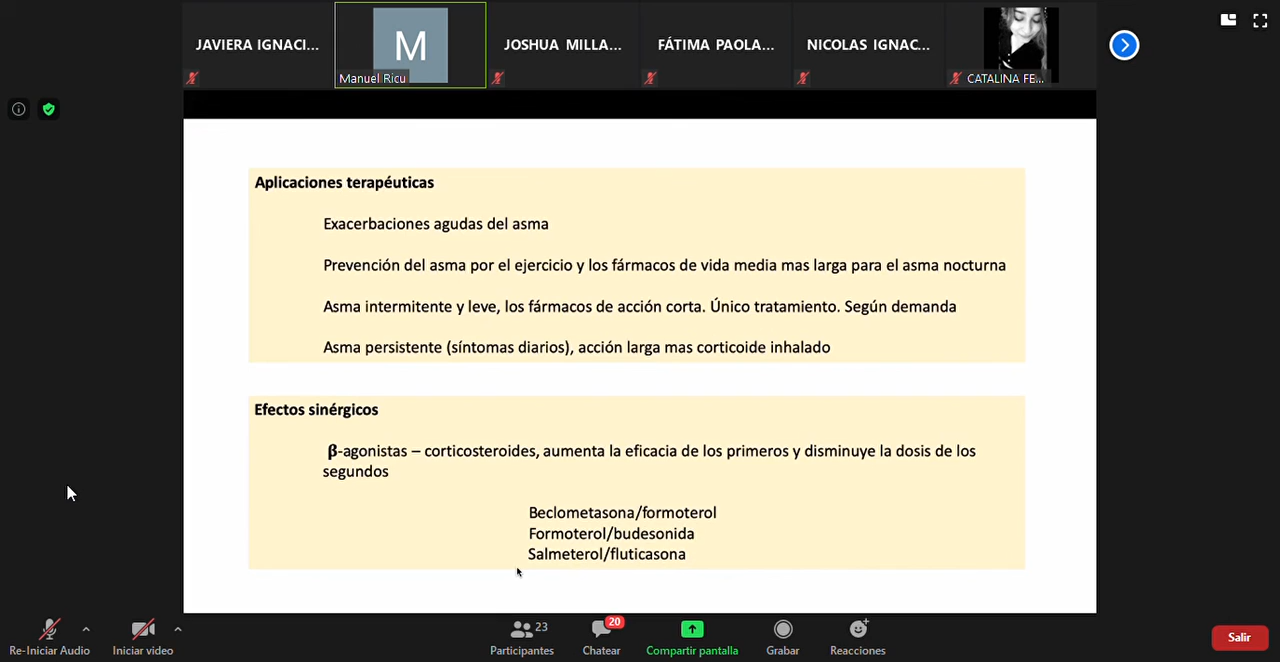 JAVIERA IGNACI...
M
Manuel Ricu
JOSHUA MILLA...
FÁTIMA PAOLA...
NICOLAS IGNAC...
CATALINA FE...
Aplicaciones terapéuticas
Exacerbaciones agudas del asma
Prevención del asma por el ejercicio y los fármacos de vida media mas larga para el asma nocturna
Asma intermitente y leve, los fármacos de acción corta. Único tratamiento. Según demanda
Asma persistente (síntomas diarios), acción larga mas corticoide inhalado
Efectos sinérgicos
β-agonistas – corticosteroides, aumenta la eficacia de los primeros y disminuye la dosis de los
segundos
Beclometasona/formoterol
Formoterol/budesonida
Salmeterol/fluticasona
Re-Iniciar Audio
Iniciar video
23
Participantes
20
Chatear
Compartir pantalla
Grabar
Reacciones
Salir